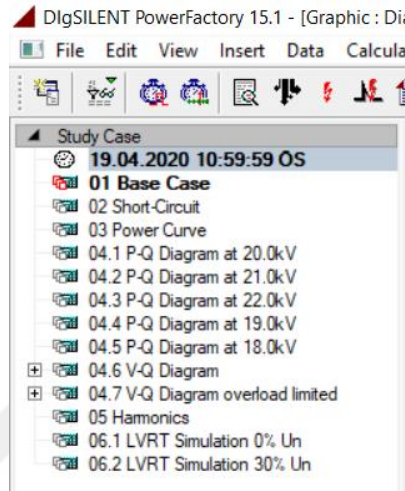 DIgSILENT PowerFactory 15.1 - [Graphic : Dia
File Edit View Insert Data Calcula
Study Case
19.04.2020 10:59:59 ÖS
01 Base Case
02 Short-Circuit
03 Power Curve
04.1 P-Q Diagram at 20.0kV
04.2 P-Q Diagram at 21.0kV
04.3 P-Q Diagram at 22.0kV
04.4 P-Q Diagram at 19.0kV
04.5 P-Q Diagram at 18.0kV
04.6 V-Q Diagram
04.7 V-Q Diagram overload limited
05 Harmonics
06.1 LVRT Simulation 0% Un
06.2 LVRT Simulation 30% Un